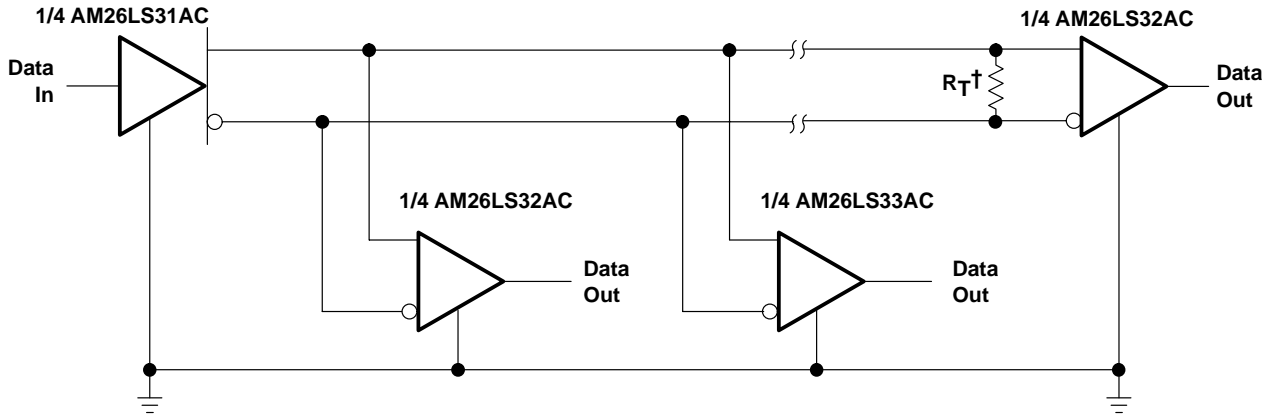 1/4 AM26LS31AC
1/4 AM26LS32AC
Data
In
RT†
Data
Out
1/4 AM26LS32AC
1/4 AM26LS33AC
Data
Out
Data
Out